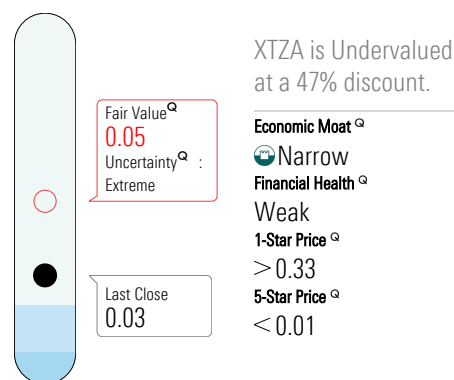 Fair Value Q
0.05
Uncertainty Q :
Extreme
Last Close
0.03
XTZA is Undervalued
at a 47% discount.
Economic Moat Q
Narrow
Financial Health Q
Weak
1-Star Price Q
>0.33
5-Star Price Q
<0.01